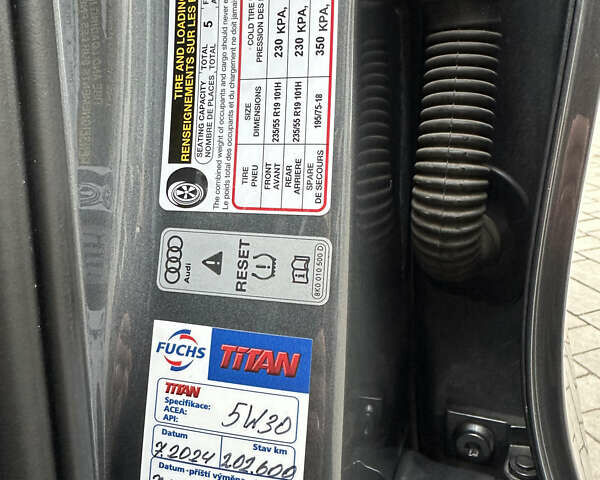 TIRE AND LOADING
RENSEIGNEMENTS SUR LES
SEATING CAPACITY TOTAL 5
NOMBRE DE PLACES TOTAL
The combined weight of occupants and cargo should never
Le poids total des occupants et du chargement ne doit jamais
TIRE SIZE COLD TIRE
PNEU DIMENSIONS PRESSION DES
FRONT 235/55 R19 101H 230 KPA,
AVANT
REAR 235/55 R19 101H 230 KPA,
ARRIERE
SPARE 195/75-18 350 KPA,
DE SECOURS
Audi
RESET
8K0 010 500 D
FUCHS
TITAN
TITAN
Specifikace:
ACEA:
API:
5W30
Datum Stav km
7.2024 202.600
Datum - příští výměn